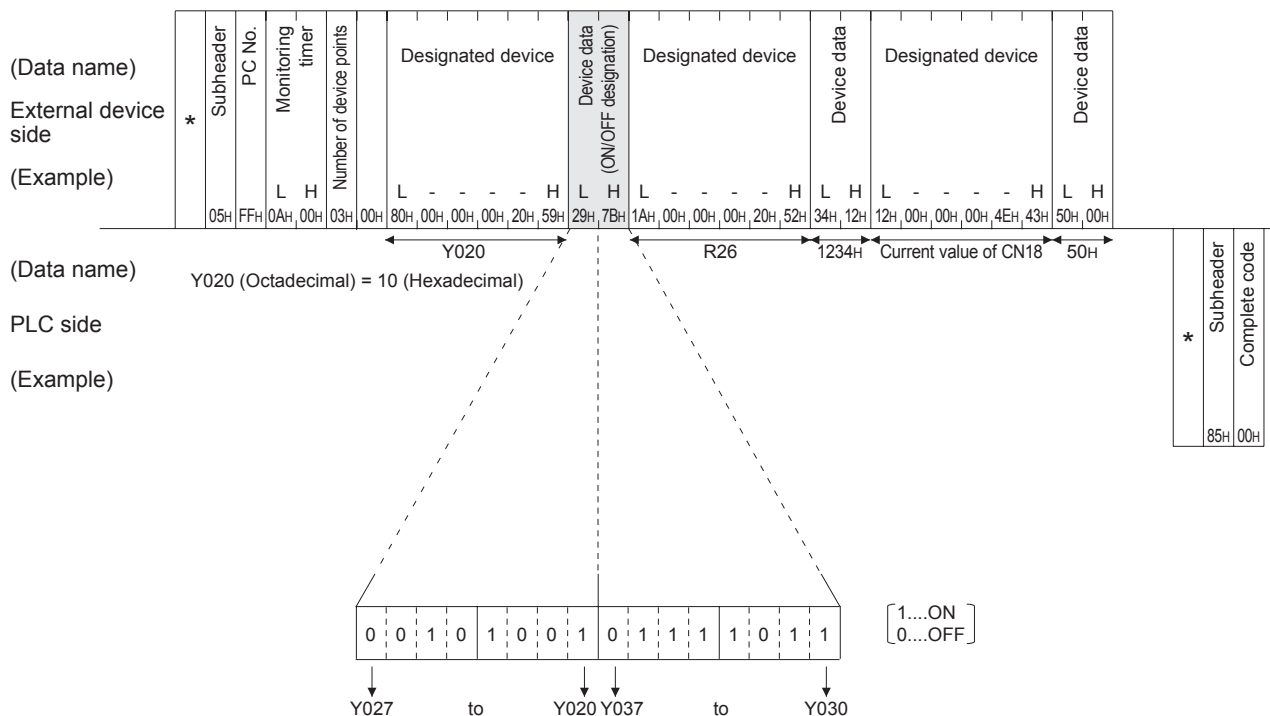 (Data name)
External device
side
(Example)
*
Subheader
PC No.
Monitoring
timer
Number of device points
Designated device
Device data
(ON/OFF designation)
Designated device
Device data
Designated device
Device data
L H L - - - - H L H L - - - - H L H L - - - - H L H
05H FFH 0AH 00H 03H 00H 80H 00H 00H 00H 20H 59H 29H 7BH 1AH 00H 00H 00H 20H 52H 34H 12H 12H 00H 00H 00H 4EH 43H 50H 00H
Y020 R26 1234H Current value of CN18 50H
(Data name)
Y020 (Octadecimal) = 10 (Hexadecimal)
PLC side
(Example)
*
Subheader
Complete code
85H 00H
0 0 1 0 1 0 0 1 0 1 1 1 1 0 1 1
1....ON
0....OFF
Y027 to Y020 Y037 to Y030